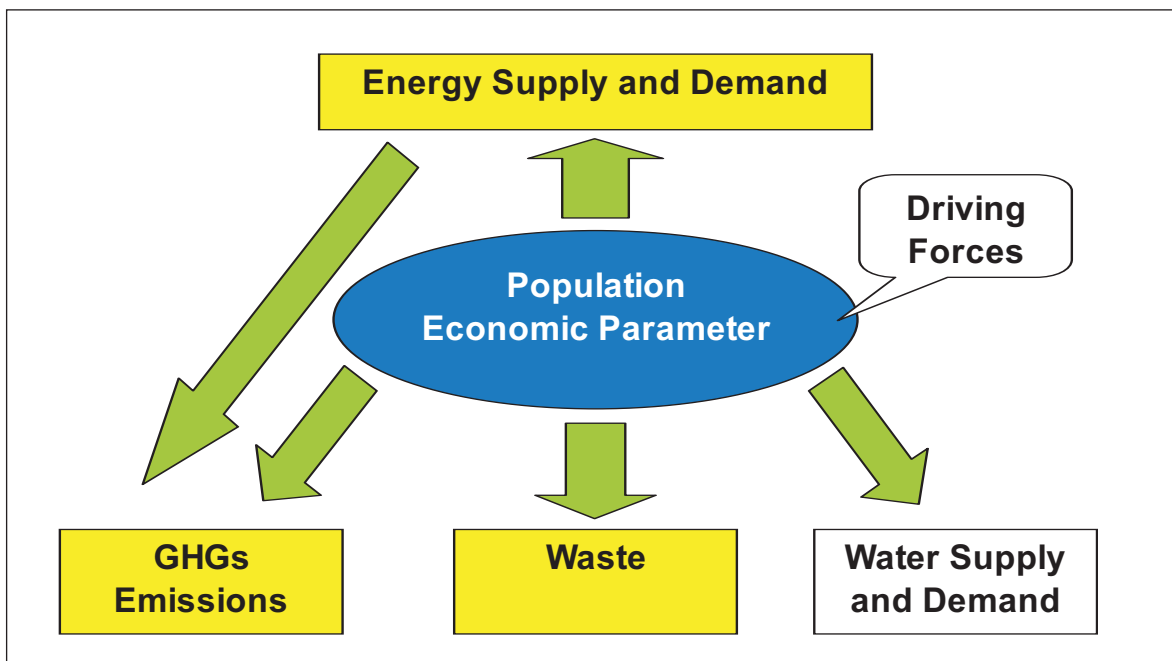 Energy Supply and Demand
Driving
Forces
Population
Economic Parameter
GHGs
Emissions
Waste
Water Supply
and Demand